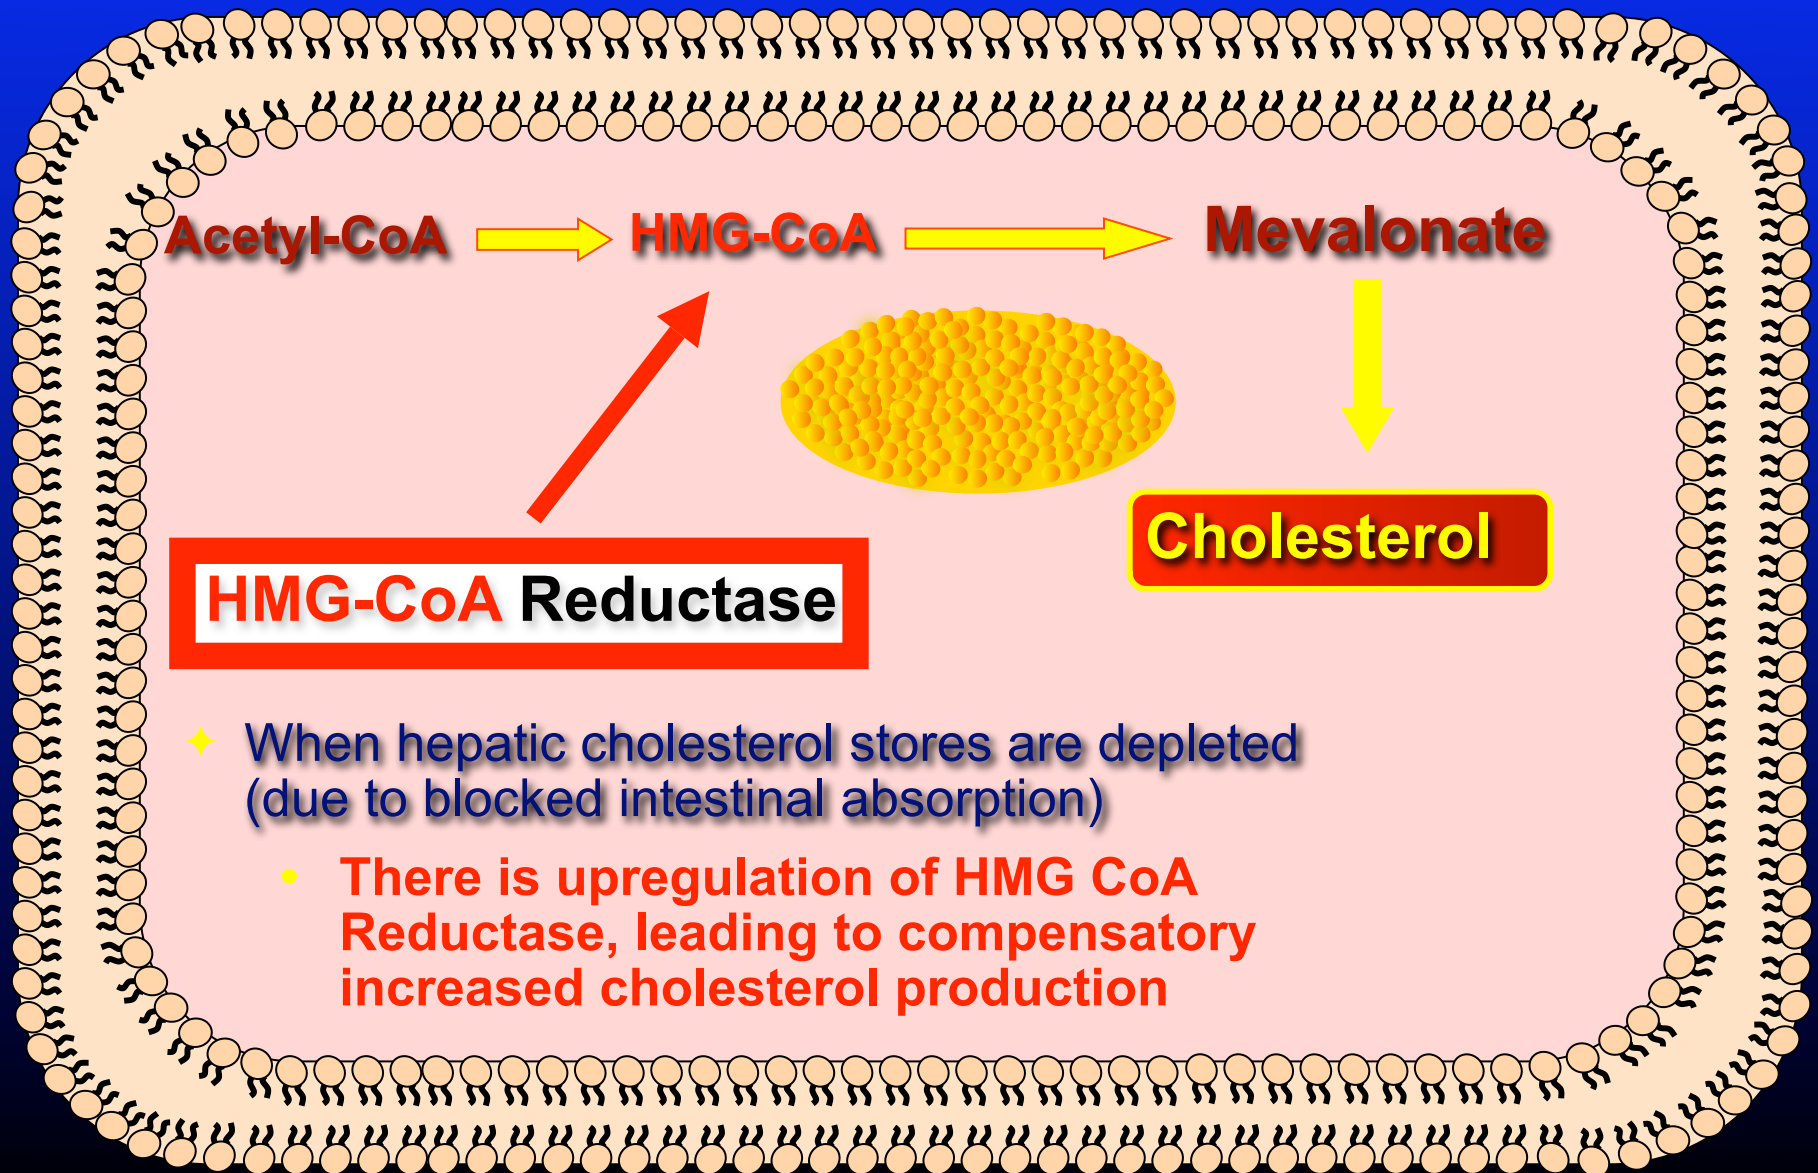 Acetyl-CoA
HMG-CoA
Mevalonate
Cholesterol
HMG-CoA Reductase
When hepatic cholesterol stores are depleted
(due to blocked intestinal absorption)
There is upregulation of HMG CoA
Reductase, leading to compensatory
increased cholesterol production